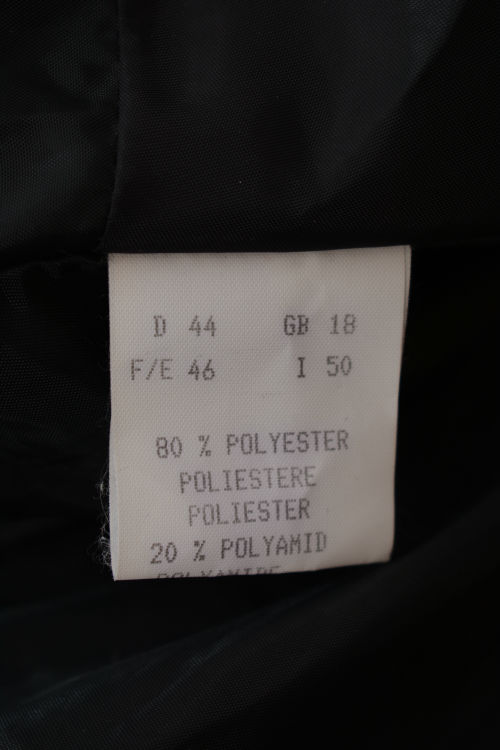 D 44 GB 18
F/E 46 I 50
80 % POLYESTER
POLIESTERE
POLIESTER
20 % POLYAMID